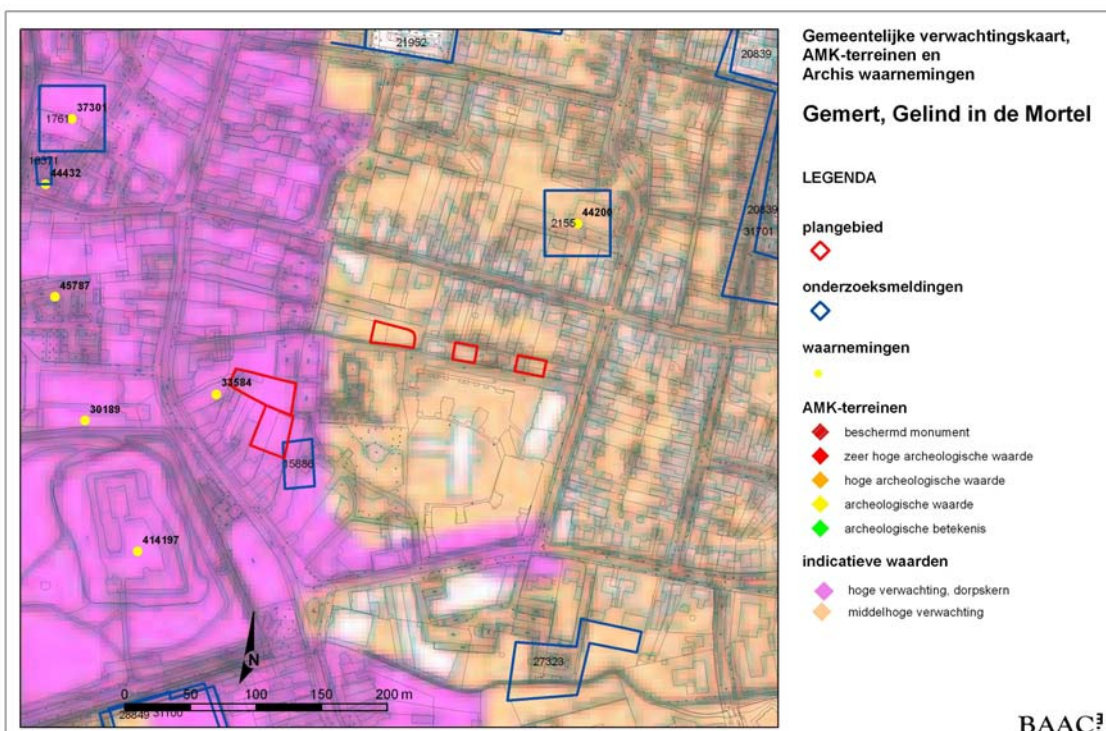 Gemeentelijke verwachtingskaart,
AMK-terreinen en
Archis waarnemingen
Gemert, Gelind in de Mortel
LEGENDA
plangebied
onderzoeksmeldingen
waarnemingen
AMK-terreinen
beschermd monument
zeer hoge archeologische waarde
hoge archeologische waarde
archeologische waarde
archeologische betekenis
indicatieve waarden
hoge verwachting, dorpskern
middelhoge verwachting
BAAC
21952
20839
37301
1761
44432
44200
2155
20839
31701
45787
33584
30189
15886
414197
27323
N
0 50 100 150 200 m
28849 31100